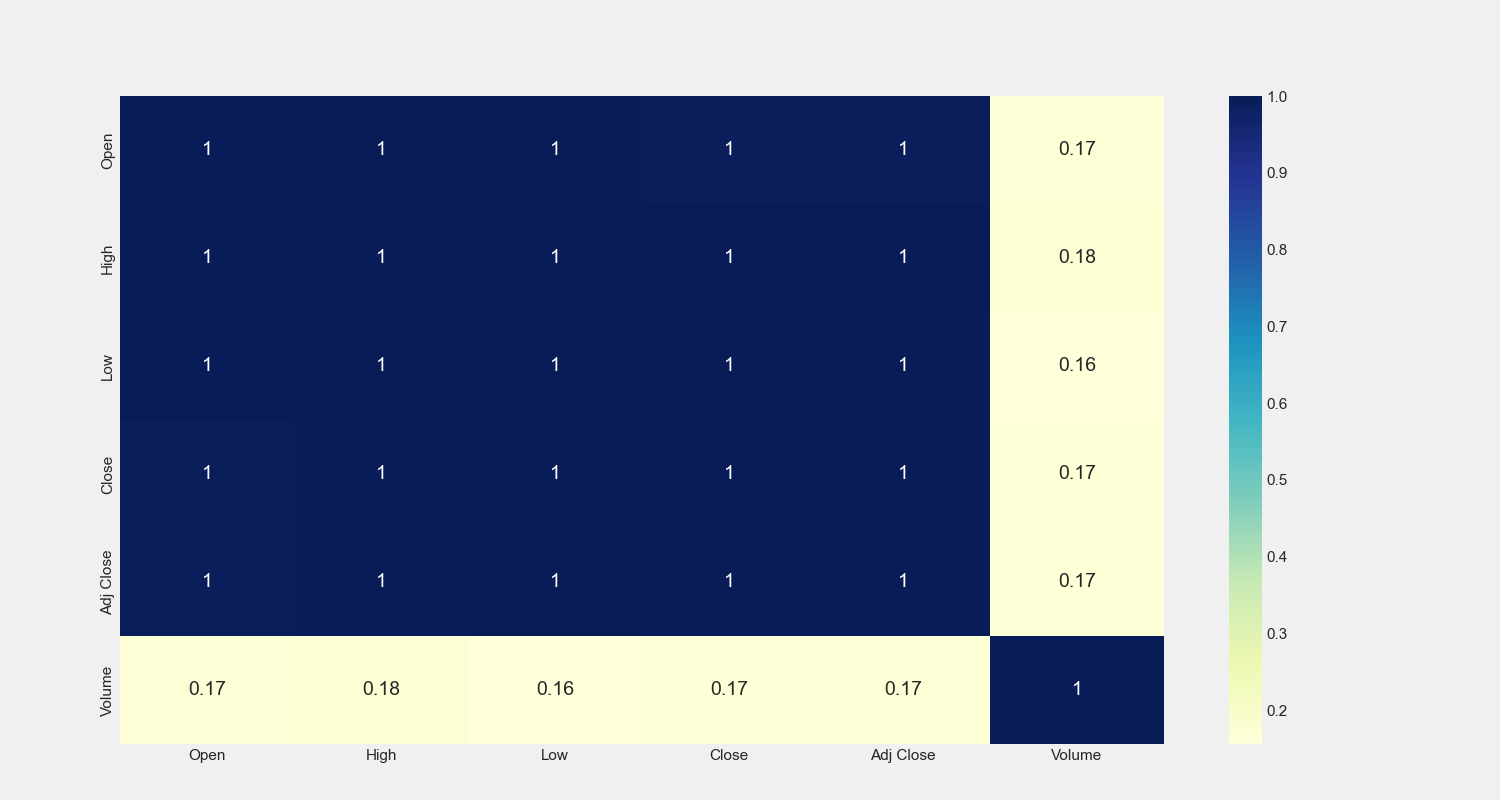 Open 1 1 1 1 1 0.17
High 1 1 1 1 1 0.18
Low 1 1 1 1 1 0.16
Close 1 1 1 1 1 0.17
Adj Close 1 1 1 1 1 0.17
Volume 0.17 0.18 0.16 0.17 0.17 1
Open High Low Close Adj Close Volume
1.0
0.9
0.8
0.7
0.6
0.5
0.4
0.3
0.2